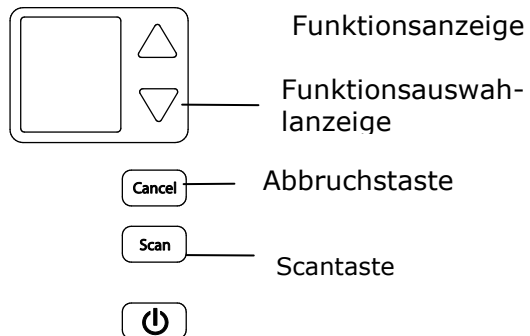 Funktionsanzeige
Funktionsauswah-
lanzeige
Cancel
Abbruchstaste
Scan
Scantaste